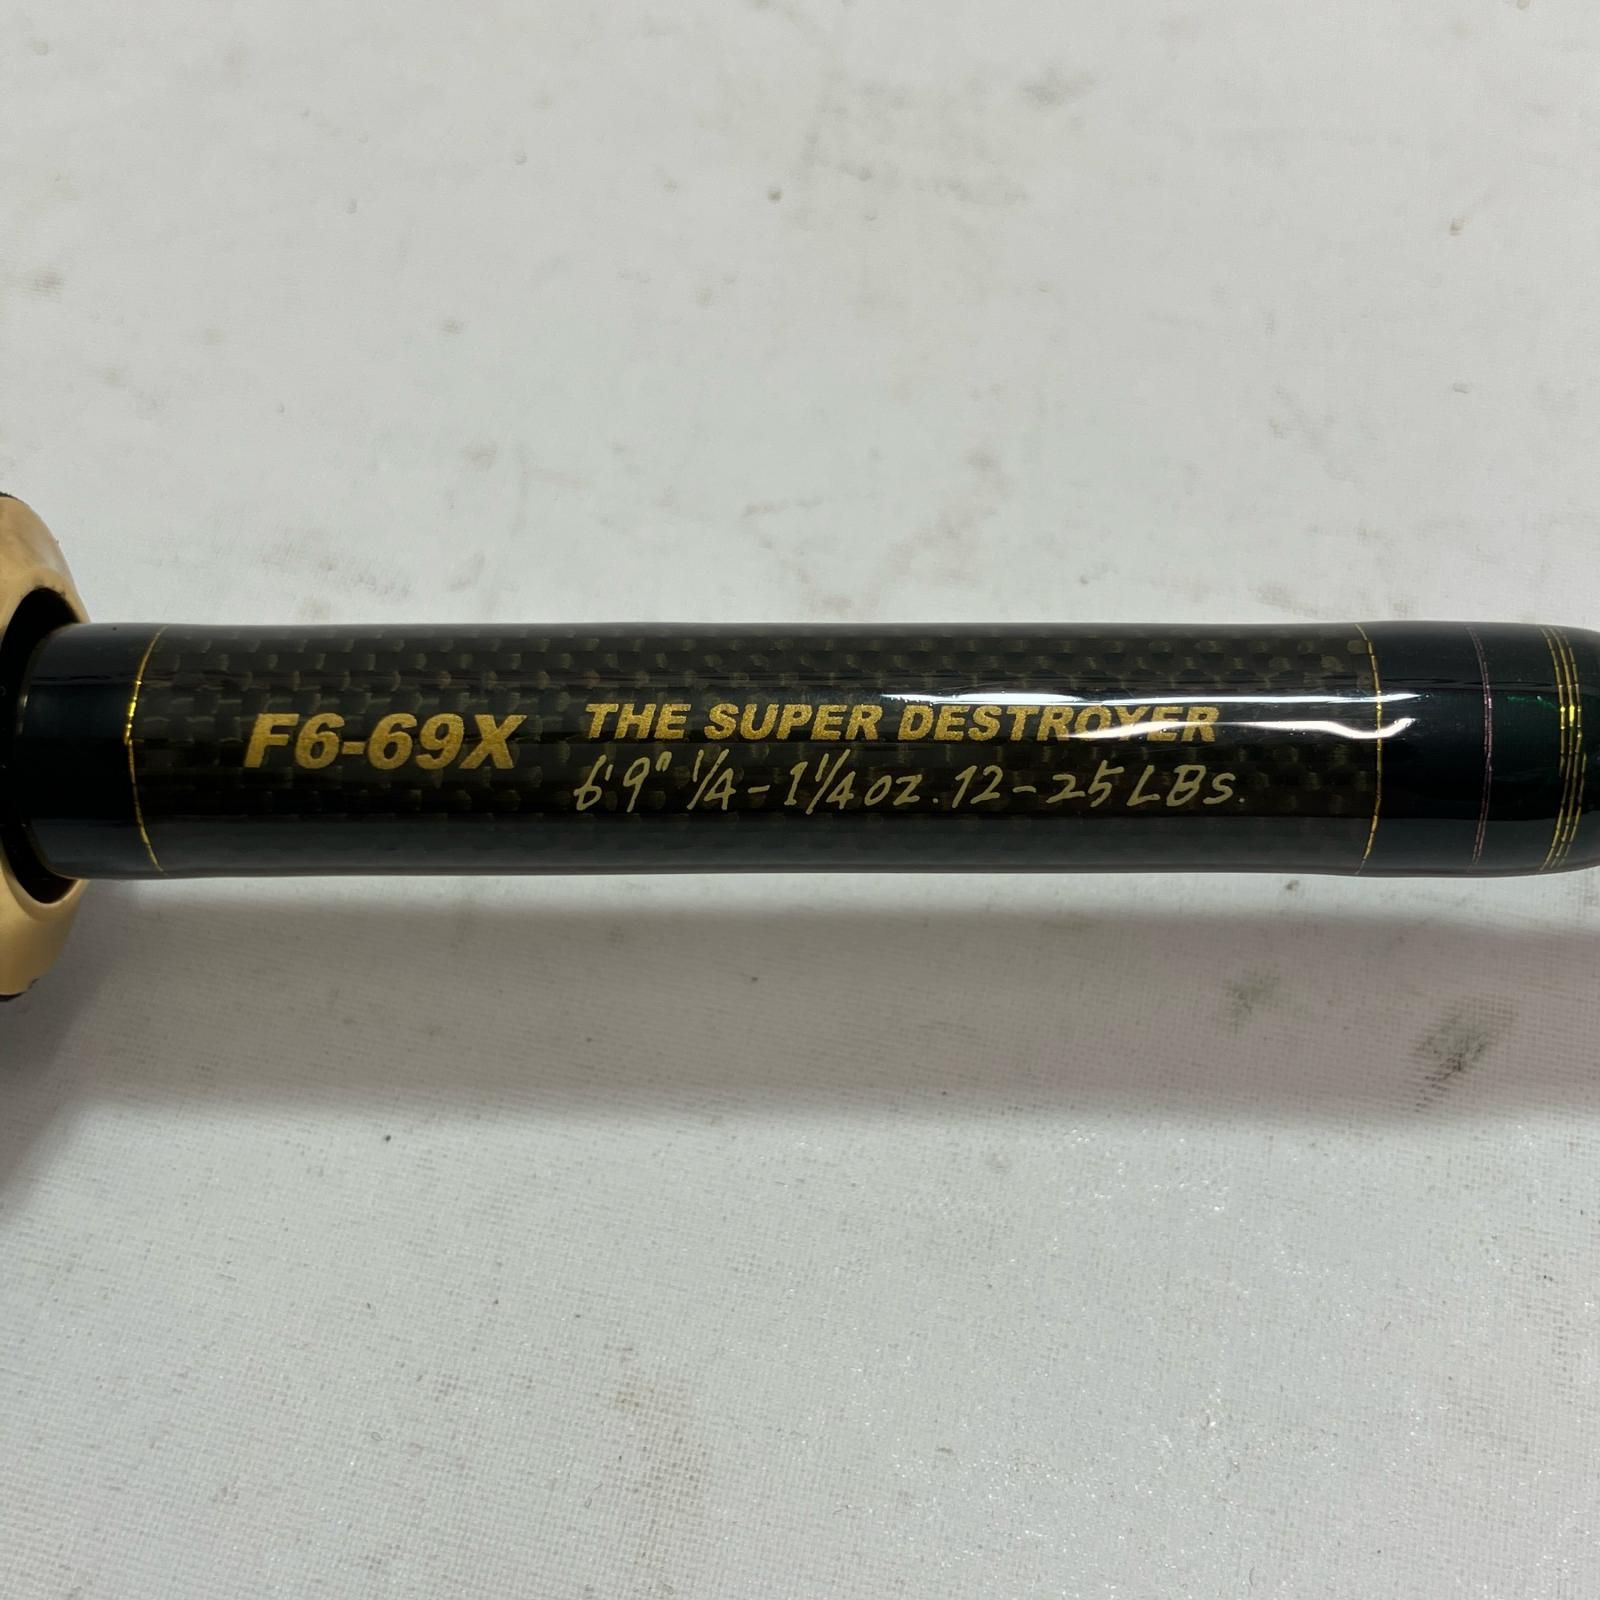 F6-69X THE SUPER DESTROYER
6'9" 1/4-1 1/4oz. 12-25LBs.